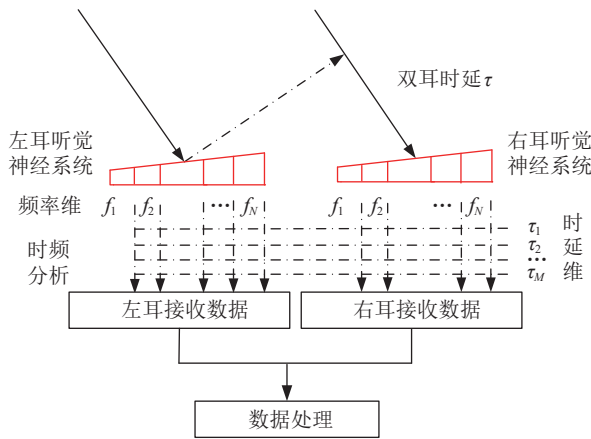 双耳时延τ
左耳听觉
神经系统
右耳听觉
神经系统
频率维 f1 f2 … fN f1 f2 … fN
时频
分析
τ1
τ2
…
τM
时
延
维
左耳接收数据 右耳接收数据
数据处理